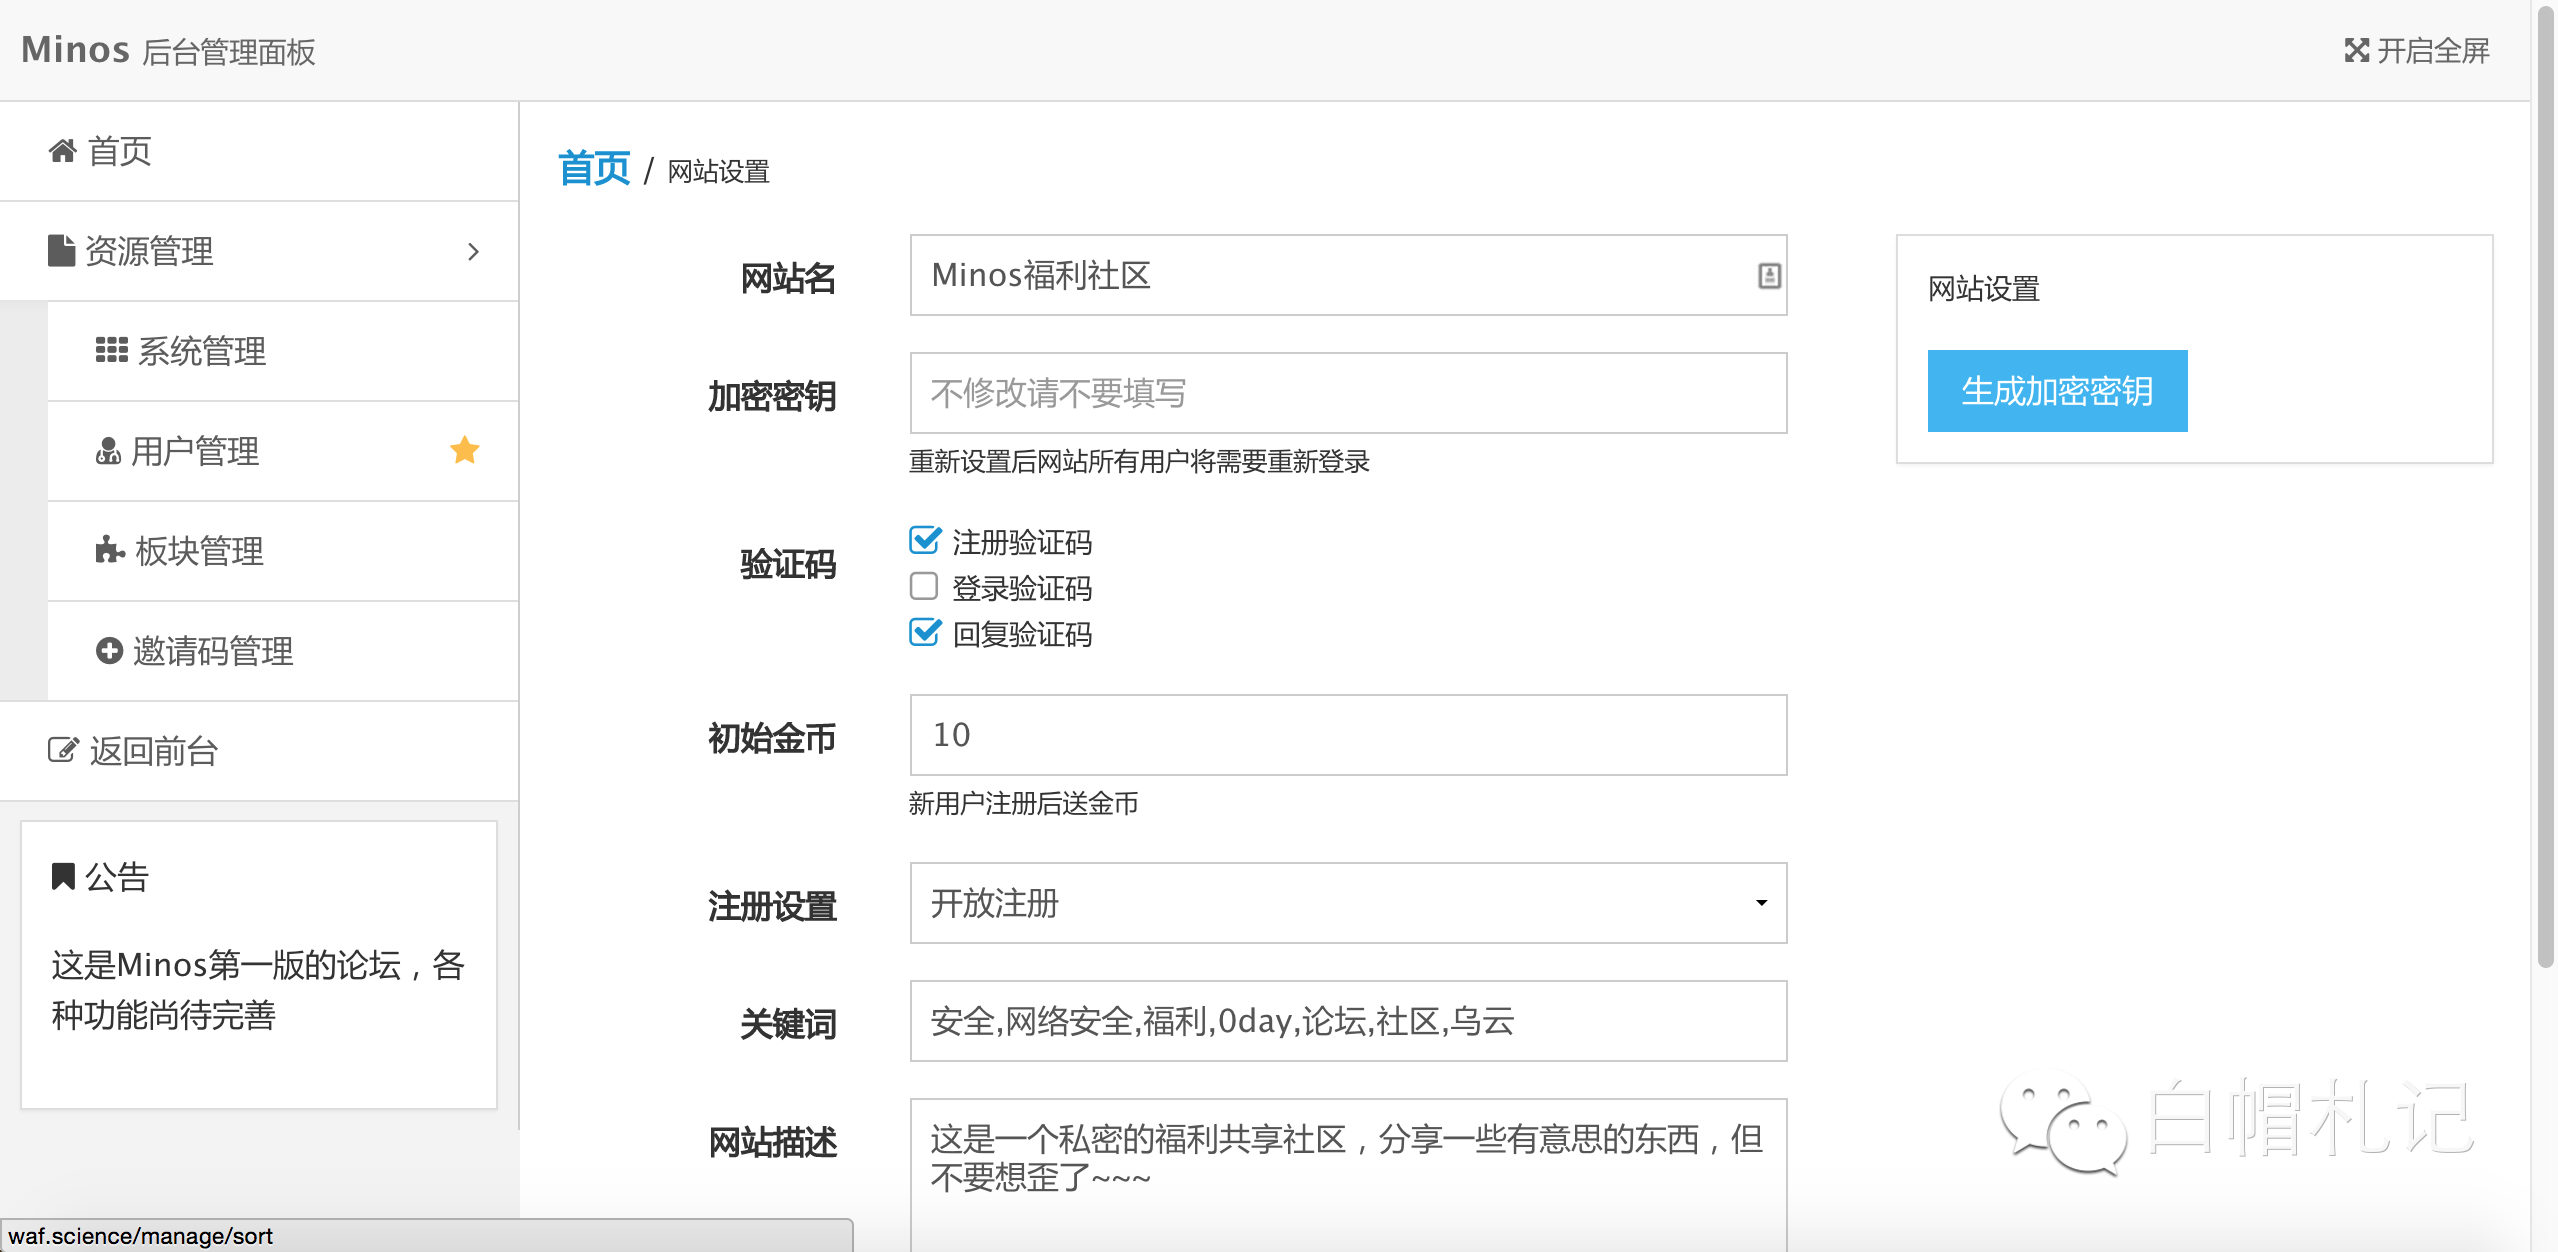 Minos 后台管理面板
开启全屏
首页
资源管理
系统管理
用户管理
板块管理
邀请码管理
返回前台
公告
这是Minos第一版的论坛，各
种功能尚待完善
首页 / 网站设置
网站名
Minos福利社区
加密密钥
不修改请不要填写
重新设置后网站所有用户将需要重新登录
验证码
注册验证码
登录验证码
回复验证码
初始金币
10
新用户注册后送金币
注册设置
开放注册
关键词
安全,网络安全,福利,0day,论坛,社区,乌云
网站描述
这是一个私密的福利共享社区，分享一些有意思的东西，但
不要想歪了~~~
网站设置
生成加密密钥
白帽札记
waf.science/manage/sort